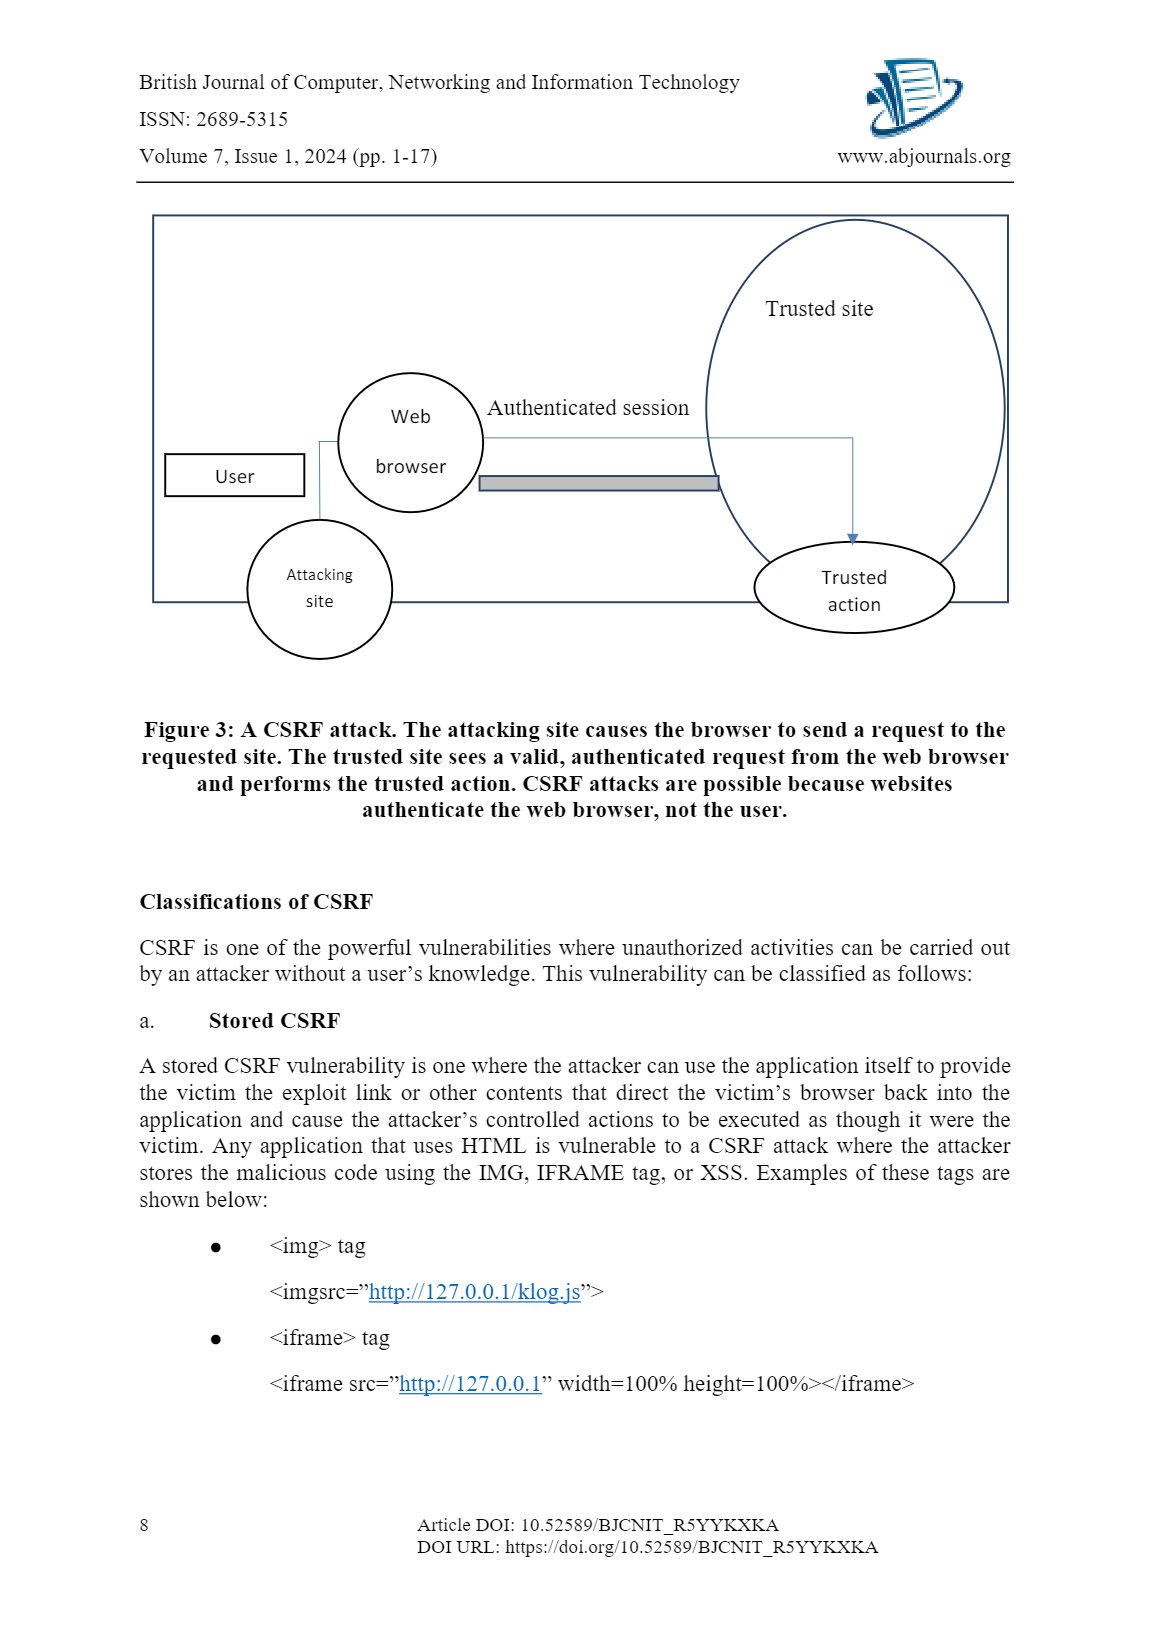 British Journal of Computer, Networking and Information Technology
ISSN: 2689-5315
Volume 7, Issue 1, 2024 (pp. 1-17)
www.abjournals.org
Trusted site
Web
browser
Authenticated session
User
Attacking
site
Trusted
action
Figure 3: A CSRF attack. The attacking site causes the browser to send a request to the
requested site. The trusted site sees a valid, authenticated request from the web browser
and performs the trusted action. CSRF attacks are possible because websites
authenticate the web browser, not the user.
Classifications of CSRF
CSRF is one of the powerful vulnerabilities where unauthorized activities can be carried out
by an attacker without a user’s knowledge. This vulnerability can be classified as follows:
a. Stored CSRF
A stored CSRF vulnerability is one where the attacker can use the application itself to provide
the victim the exploit link or other contents that direct the victim’s browser back into the
application and cause the attacker’s controlled actions to be executed as though it were the
victim. Any application that uses HTML is vulnerable to a CSRF attack where the attacker
stores the malicious code using the IMG, IFRAME tag, or XSS. Examples of these tags are
shown below:
● <img> tag
<imgsrc=”http://127.0.0.1/klog.js”>
● <iframe> tag
<iframe src=”http://127.0.0.1” width=100% height=100%></iframe>
8
Article DOI: 10.52589/BJCNIT_R5YYKXKA
DOI URL: https://doi.org/10.52589/BJCNIT_R5YYKXKA